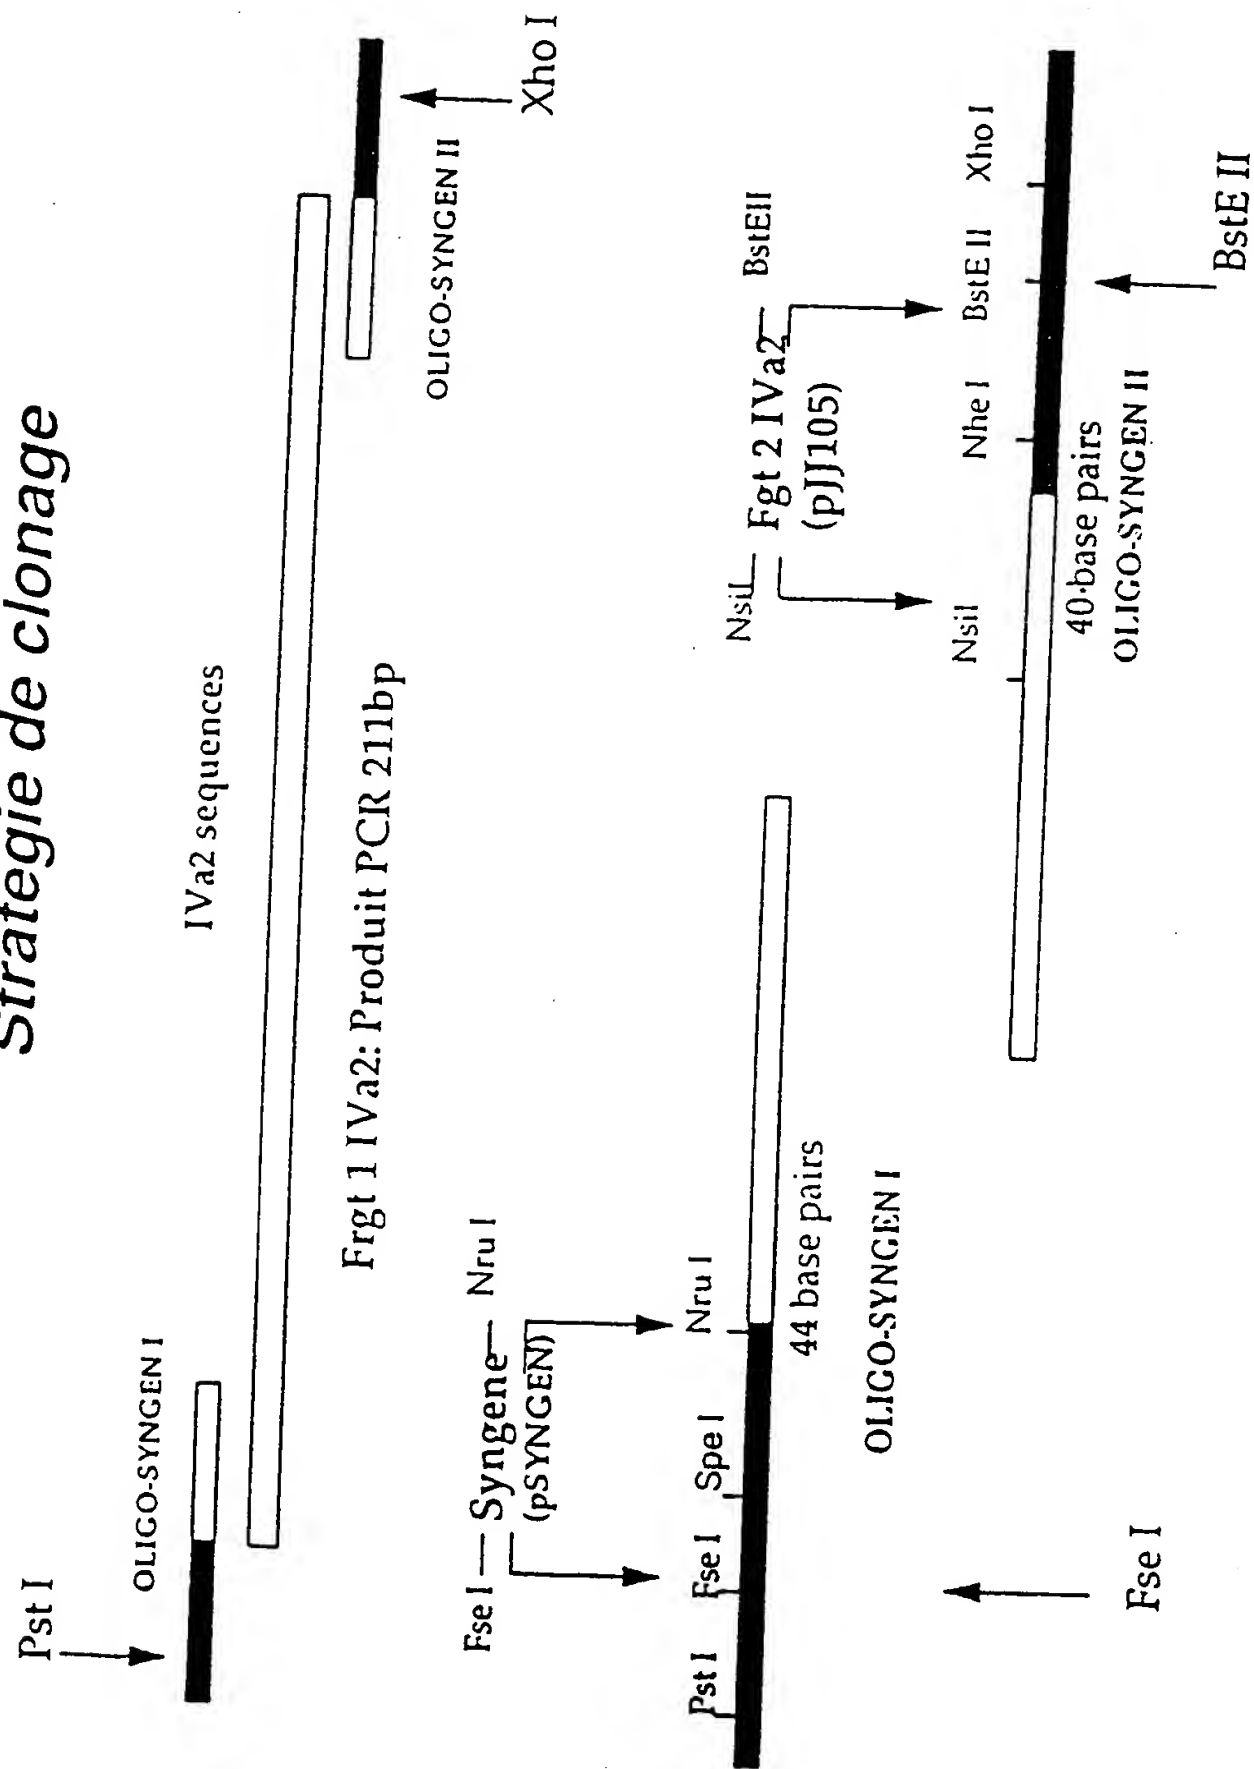 Strategie de clonage
Pst I
OLIGO-SYNGEN I
IVa2 sequences
Frgt 1 IVa2: Produit PCR 211bp
OLIGO-SYNGEN II
Xho I
Fse I
Syngene
Nru I
(pSYNGEN)
Pst I
Fse I
Spe I
Nru I
44 base pairs
OLIGO-SYNGEN I
Fse I
NsiI
Fgt 2 IVa2
BstEII
(pJJ105)
NsiI
Nhe I
BstE II
Xho I
40-base pairs
OLIGO-SYNGEN II
BstE II